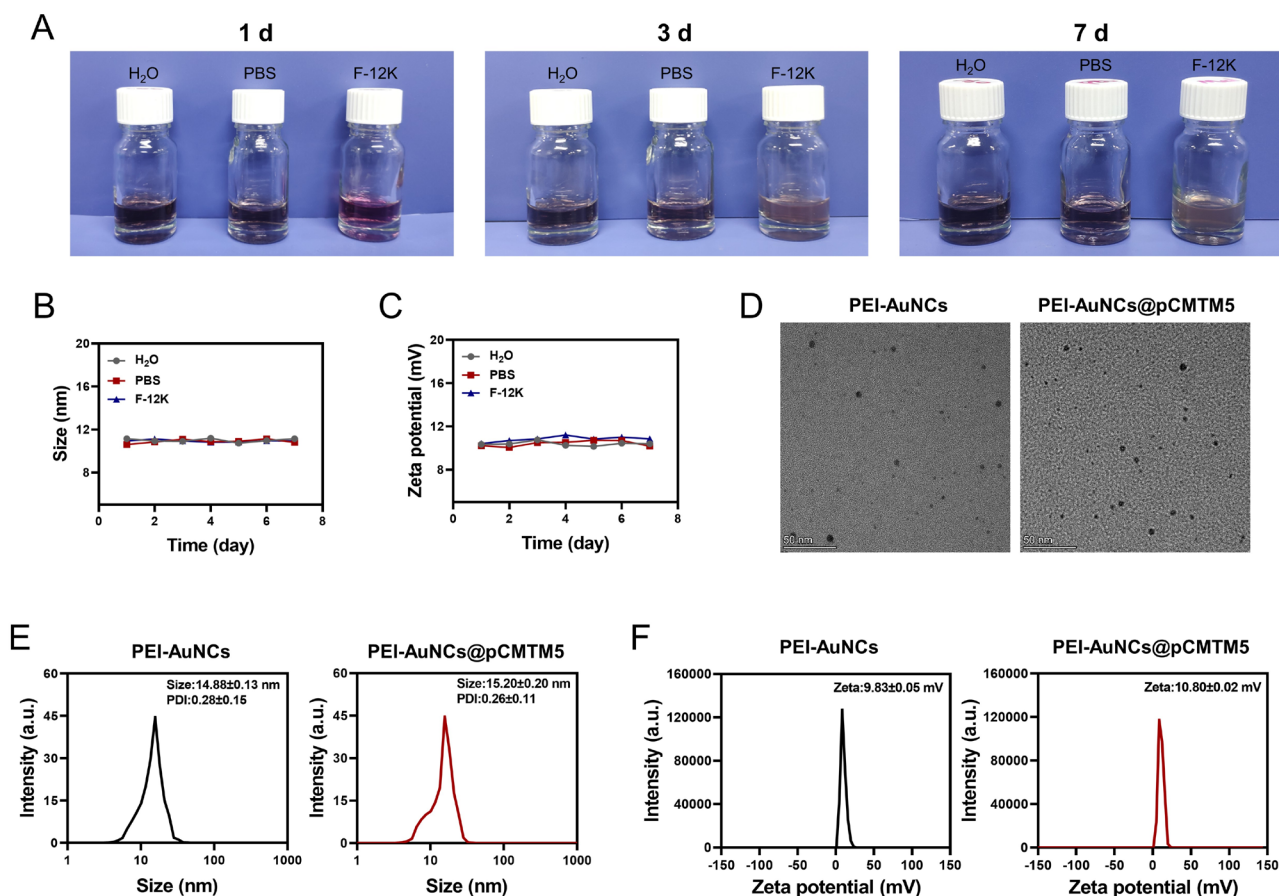 A
1 d
3 d
7 d
H₂O
PBS
F-12K
H₂O
PBS
F-12K
H₂O
PBS
F-12K
B
20
16
12
8
Size (nm)
H₂O
PBS
F-12K
0
2
4
6
8
Time (day)
C
20
16
12
8
Zeta potential (mV)
H₂O
PBS
F-12K
0
2
4
6
8
Time (day)
D
PEI-AuNCs
50 nm
PEI-AuNCs@pCMTM5
50 nm
E
PEI-AuNCs
Size:14.88±0.13 nm
PDI:0.28±0.15
60
45
30
15
0
Intensity (a.u.)
1
10
100
1000
Size (nm)
PEI-AuNCs@pCMTM5
Size:15.20±0.20 nm
PDI:0.26±0.11
60
45
30
15
0
Intensity (a.u.)
1
10
100
1000
Size (nm)
F
PEI-AuNCs
Zeta:9.83±0.05 mV
160000
120000
80000
40000
0
Intensity (a.u.)
-150
-100
-50
0
50
100
150
Zeta potential (mV)
PEI-AuNCs@pCMTM5
Zeta:10.80±0.02 mV
160000
120000
80000
40000
0
Intensity (a.u.)
-150
-100
-50
0
50
100
150
Zeta potential (mV)